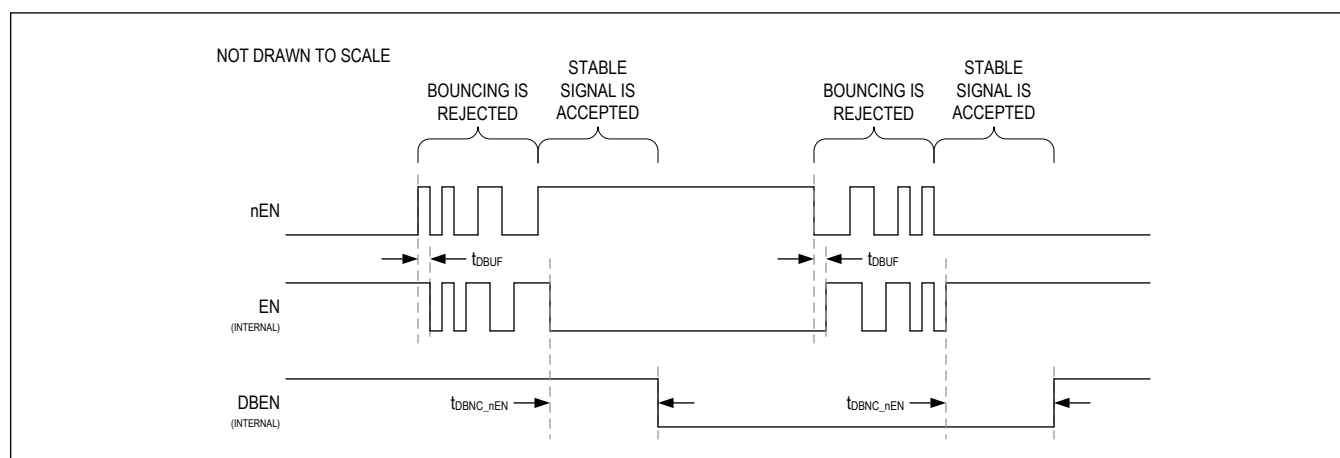 NOT DRAWN TO SCALE
BOUNCING IS
REJECTED
STABLE
SIGNAL IS
ACCEPTED
BOUNCING IS
REJECTED
STABLE
SIGNAL IS
ACCEPTED
nEN
tDBUF
tDBUF
EN
(INTERNAL)
DBEN
(INTERNAL)
tDBNC_nEN
tDBNC_nEN